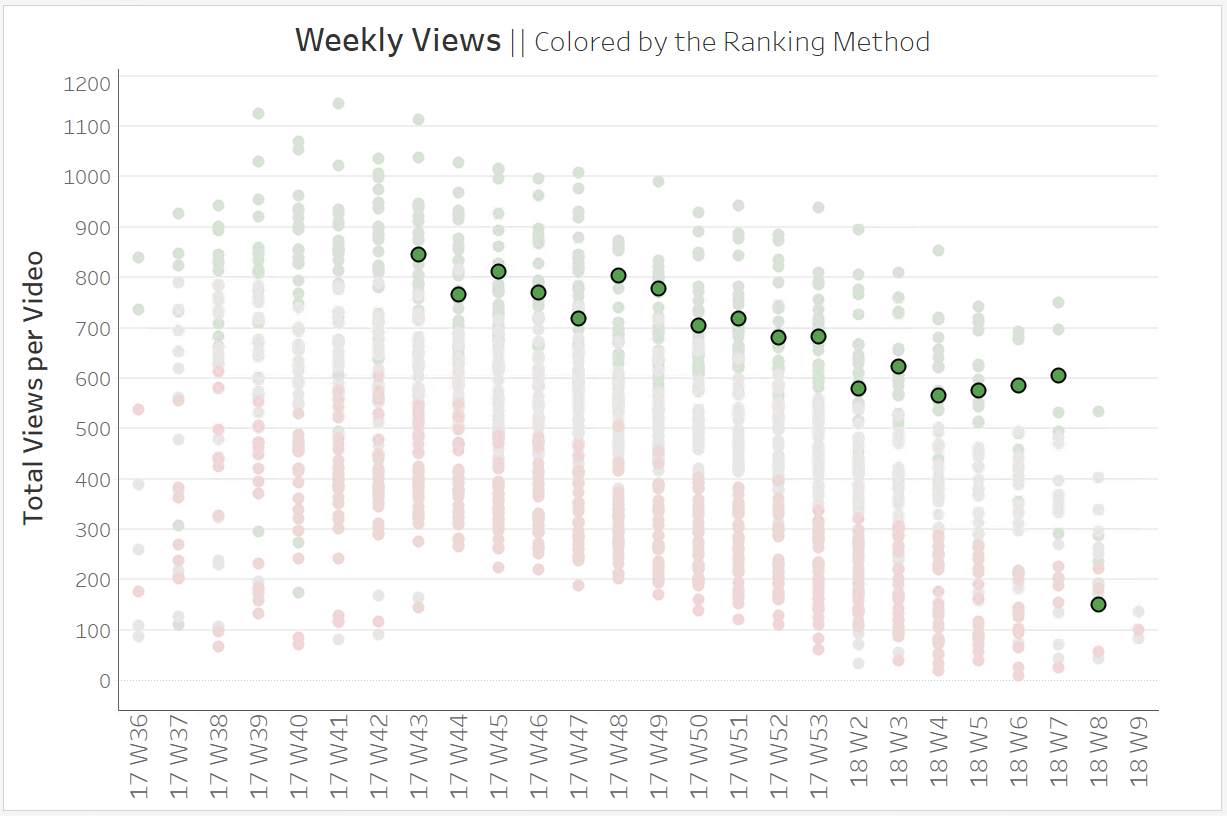 Weekly Views || Colored by the Ranking Method
Total Views per Video
1200
1100
1000
900
800
700
600
500
400
300
200
100
0
17 W36
17 W37
17 W38
17 W39
17 W40
17 W41
17 W42
17 W43
17 W44
17 W45
17 W46
17 W47
17 W48
17 W49
17 W50
17 W51
17 W52
17 W53
18 W2
18 W3
18 W4
18 W5
18 W6
18 W7
18 W8
18 W9